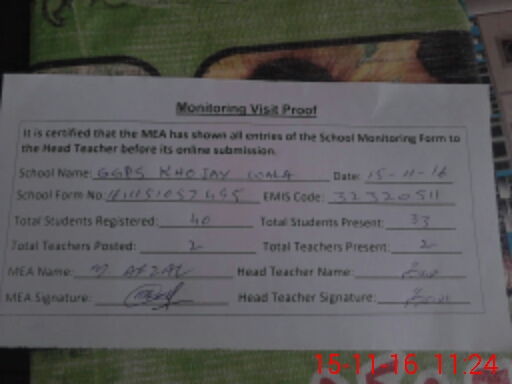 Monitoring Visit Proof
It is certified that the MEA has shown all entries of the School Monitoring Form to
the Head Teacher before its online submission.
School Name: GGPS KHOJAY WALA Date: 15-11-16
School Form No: EMIS Code: 32320511
Total Students Registered: 40 Total Students Present: 33
Total Teachers Posted: 2 Total Teachers Present: 2
MEA Name: M AFZAL Head Teacher Name:
MEA Signature: Head Teacher Signature:
15-11-16 11:24